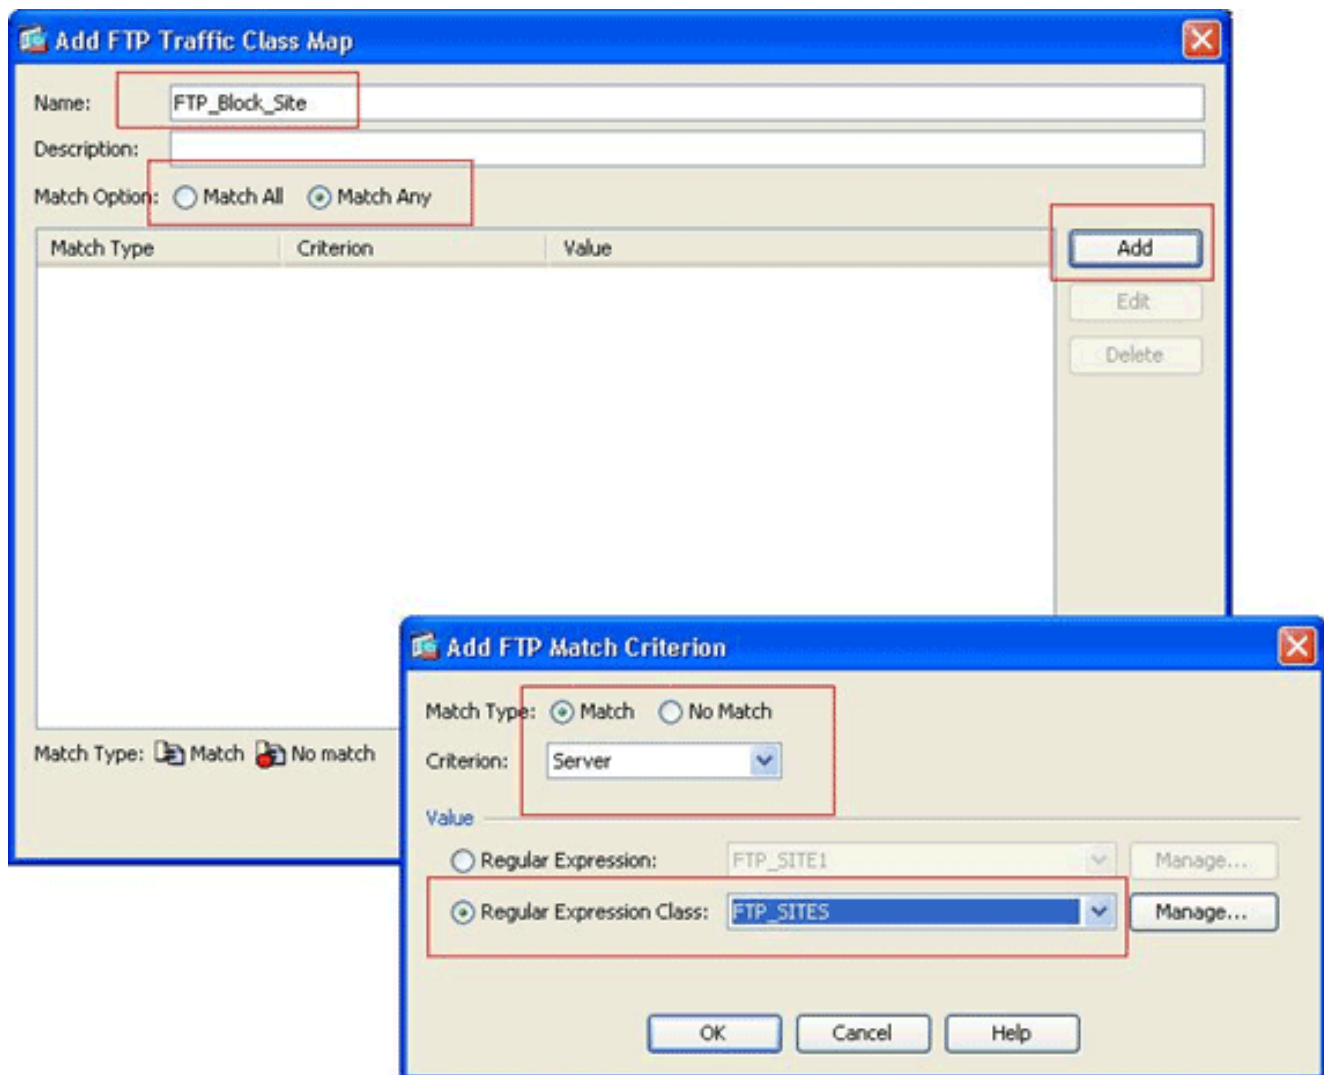 Add FTP Traffic Class Map
Name: FTP_Block_Site
Description:
Match Option: Match All Match Any
Match Type Criterion Value
Add
Edit
Delete
Match Type: Match No match
Add FTP Match Criterion
Match Type: Match No Match
Criterion: Server
Value
Regular Expression: FTP_SITE1 Manage...
Regular Expression Class: FTP_SITES Manage...
OK Cancel Help